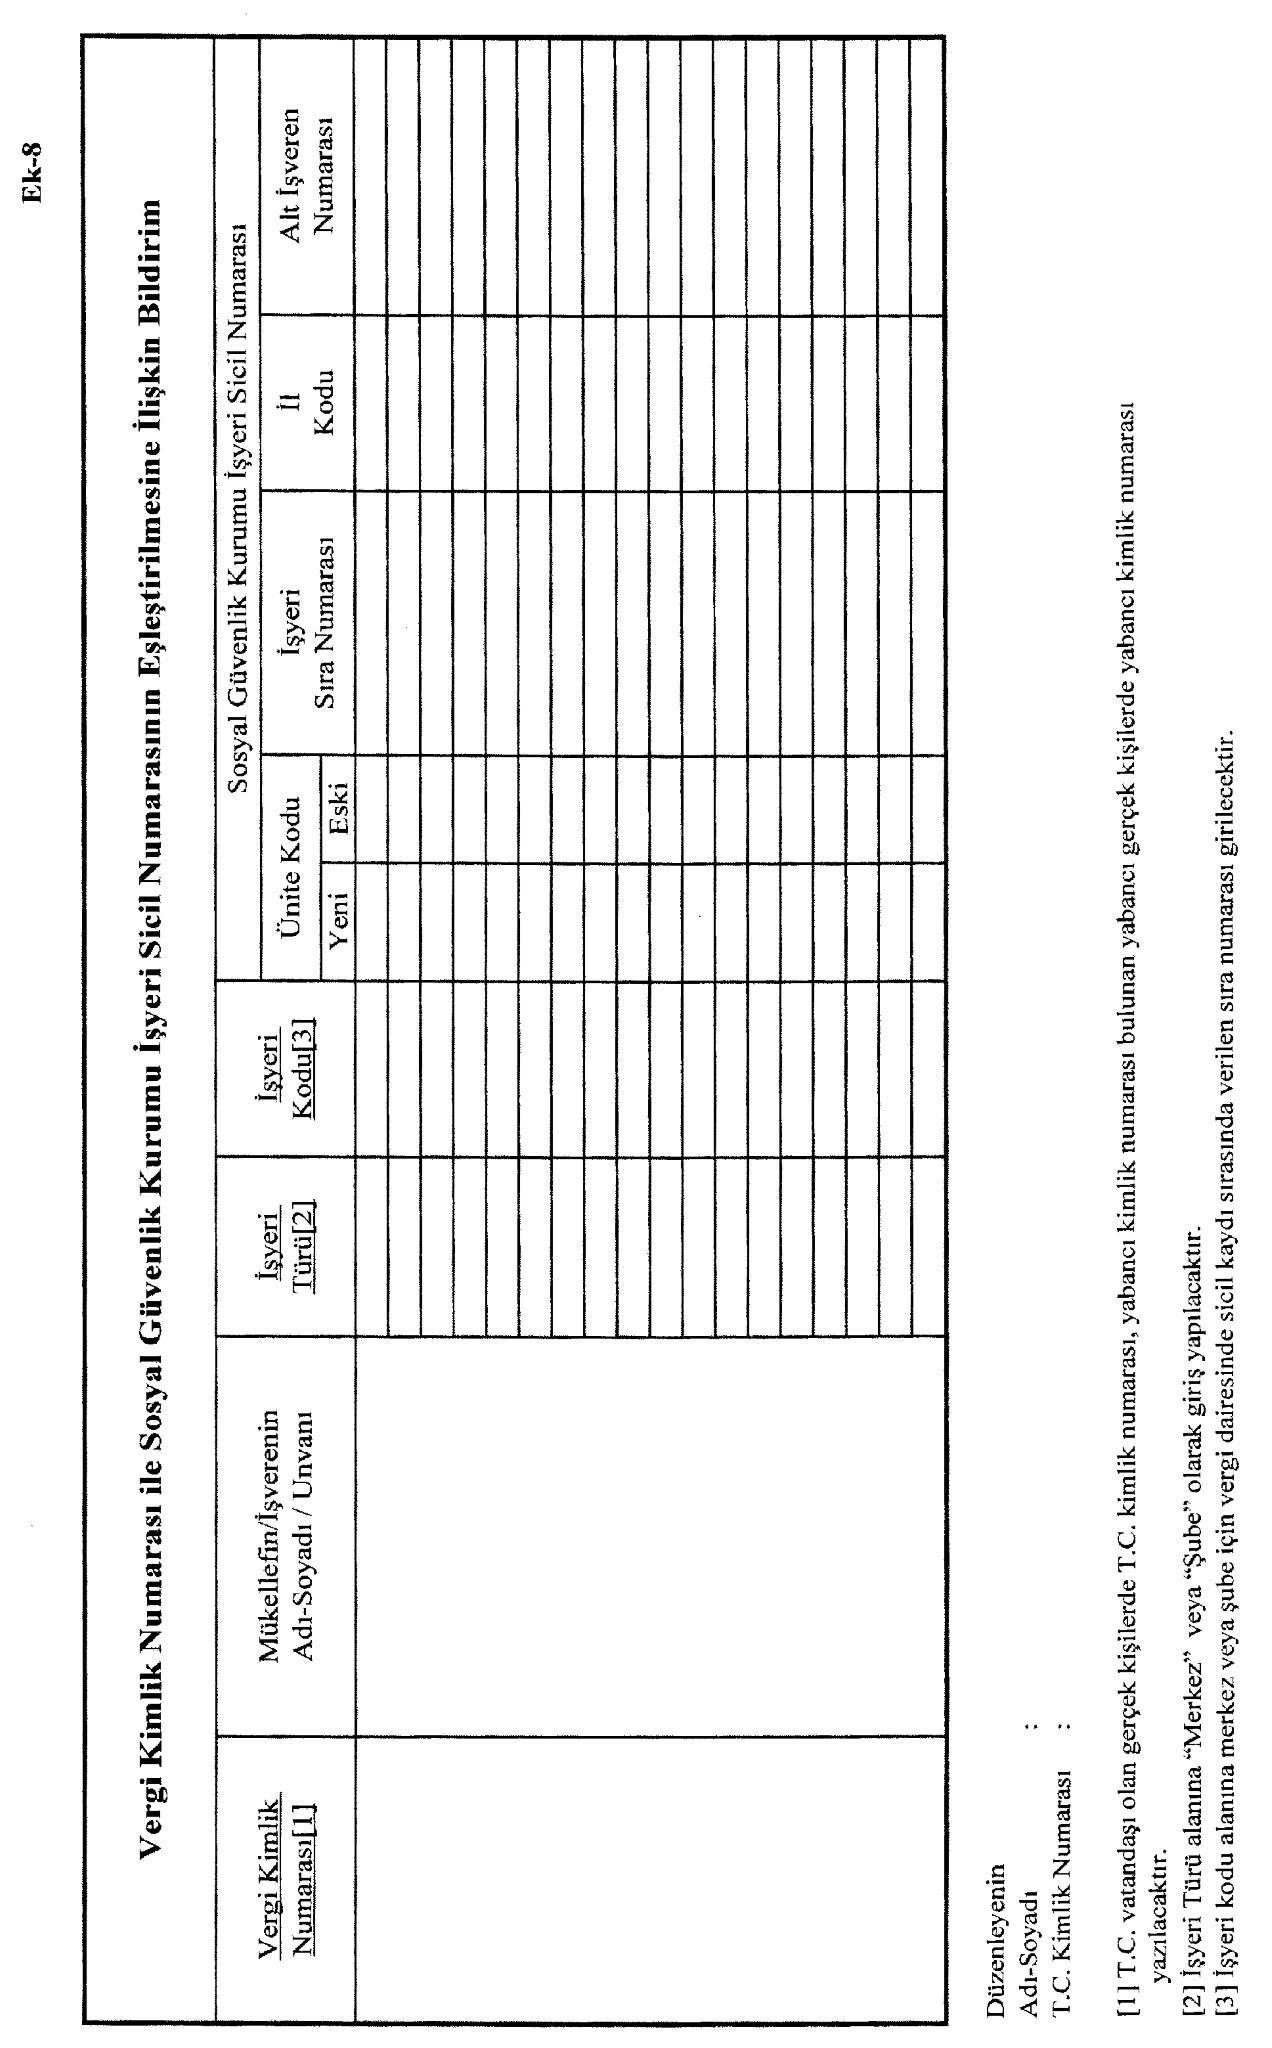 Ek-8
Vergi Kimlik Numarası ile Sosyal Güvenlik Kurumu İşyeri Sicil Numarasının Eşleştirilmesine İlişkin Bildirim
Vergi Kimlik
Numarası[1]
Mükellefin/İşverenin
Adı-Soyadı / Unvanı
İşyeri
Türü[2]
İşyeri
Kodu[3]
Sosyal Güvenlik Kurumu İşyeri Sicil Numarası
Ünite Kodu
Yeni
Eski
İşyeri
Sıra Numarası
İl
Kodu
Alt İşveren
Numarası
Düzenleyenin
Adı-Soyadı :
T.C. Kimlik Numarası :
[1] T.C. vatandaşı olan gerçek kişilerde T.C. kimlik numarası, yabancı kimlik numarası bulunan yabancı gerçek kişilerde yabancı kimlik numarası
yazılacaktır.
[2] İşyeri Türü alanına “Merkez” veya “Şube” olarak giriş yapılacaktır.
[3] İşyeri kodu alanına merkez veya şube için vergi dairesinde sicil kaydı sırasında verilen sıra numarası girilecektir.